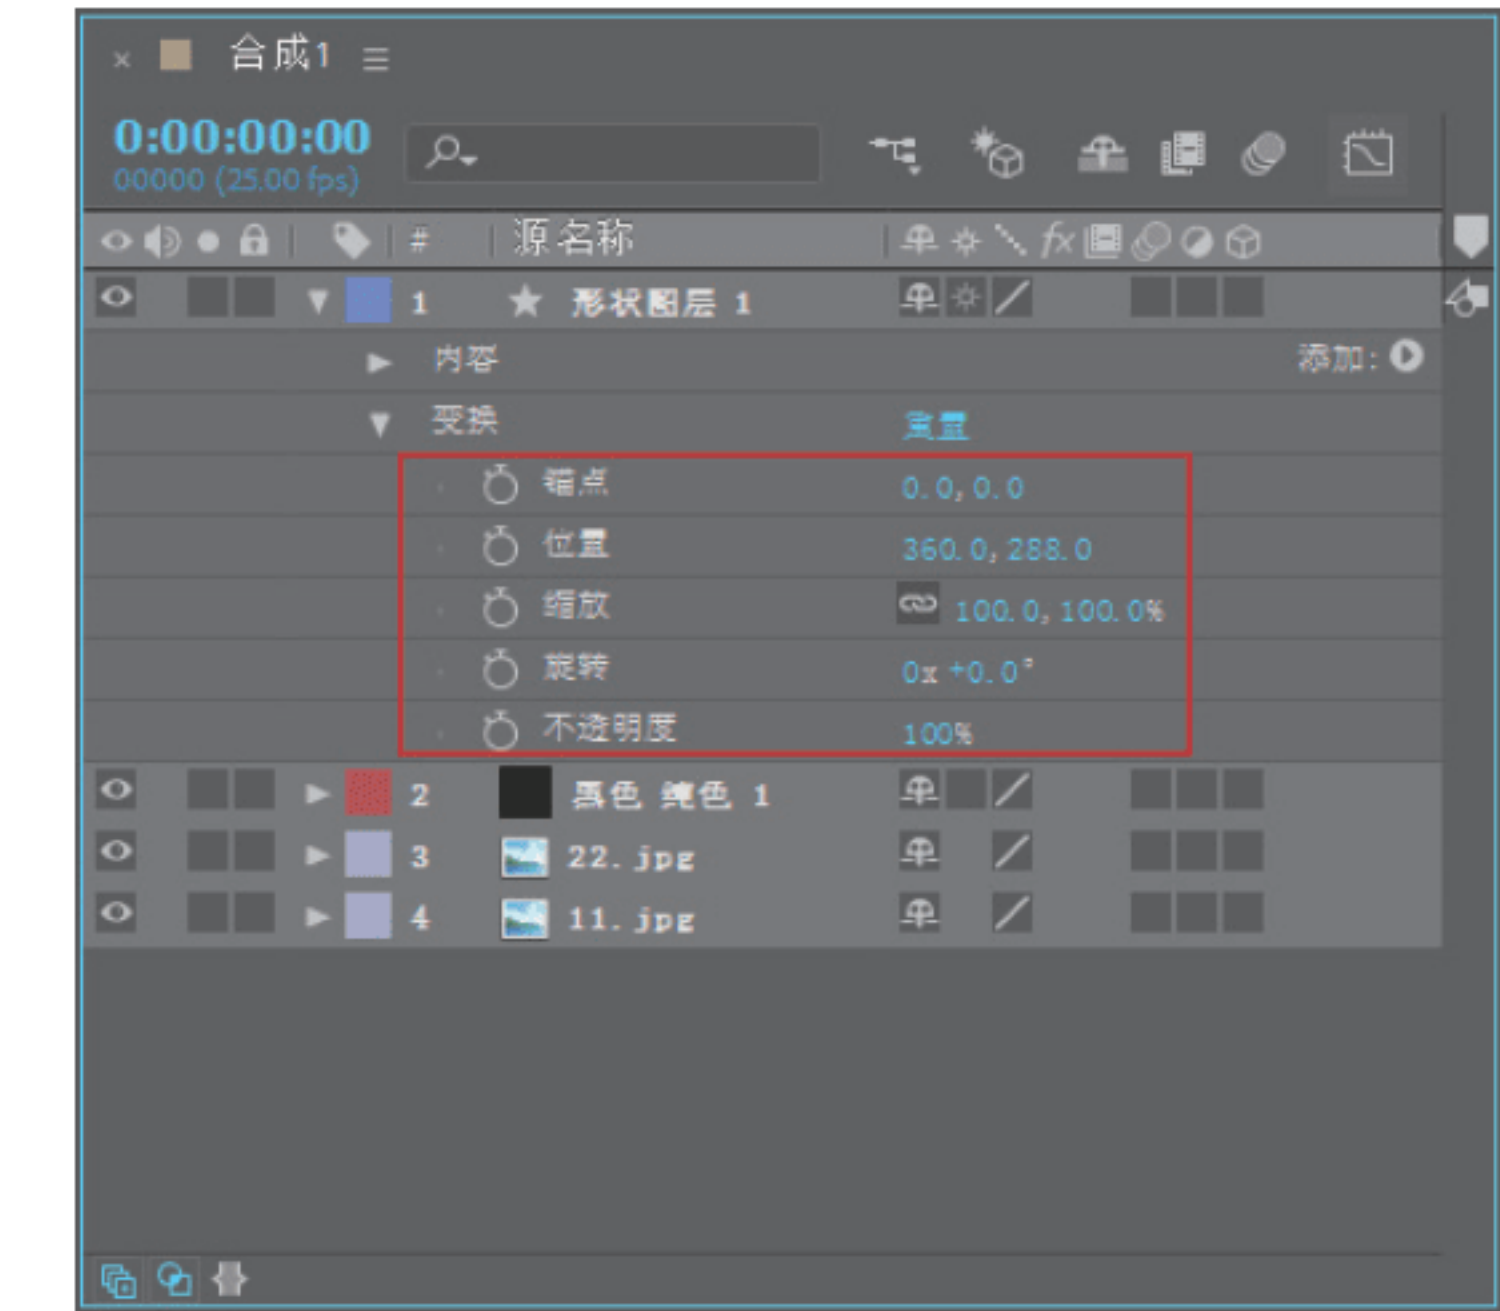 合成1
0:00:00:00
00000 (25.00 fps)
# 源名称 fx
1 形状图层 1
内容 添加:
变换 重置
锚点 0.0, 0.0
位置 360.0, 288.0
缩放 100.0, 100.0%
旋转 0x +0.0°
不透明度 100%
2 黑色 纯色 1
3 22.jpg
4 11.jpg